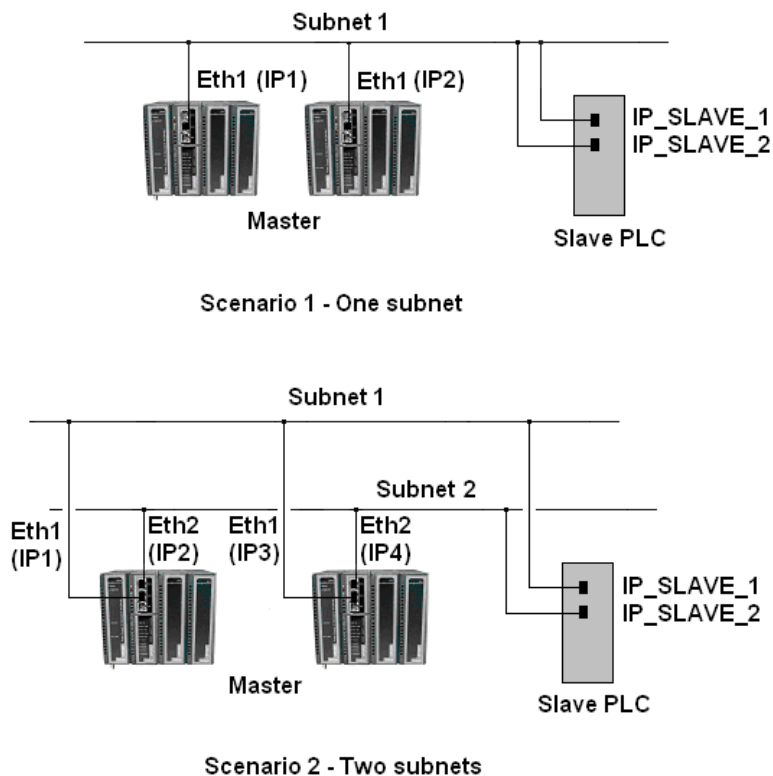 Subnet 1
Eth1 (IP1)
Eth1 (IP2)
IP_SLAVE_1
IP_SLAVE_2
Master
Slave PLC
Scenario 1 - One subnet
Subnet 1
Subnet 2
Eth1
(IP1)
Eth2
(IP2)
Eth1
(IP3)
Eth2
(IP4)
IP_SLAVE_1
IP_SLAVE_2
Master
Slave PLC
Scenario 2 - Two subnets